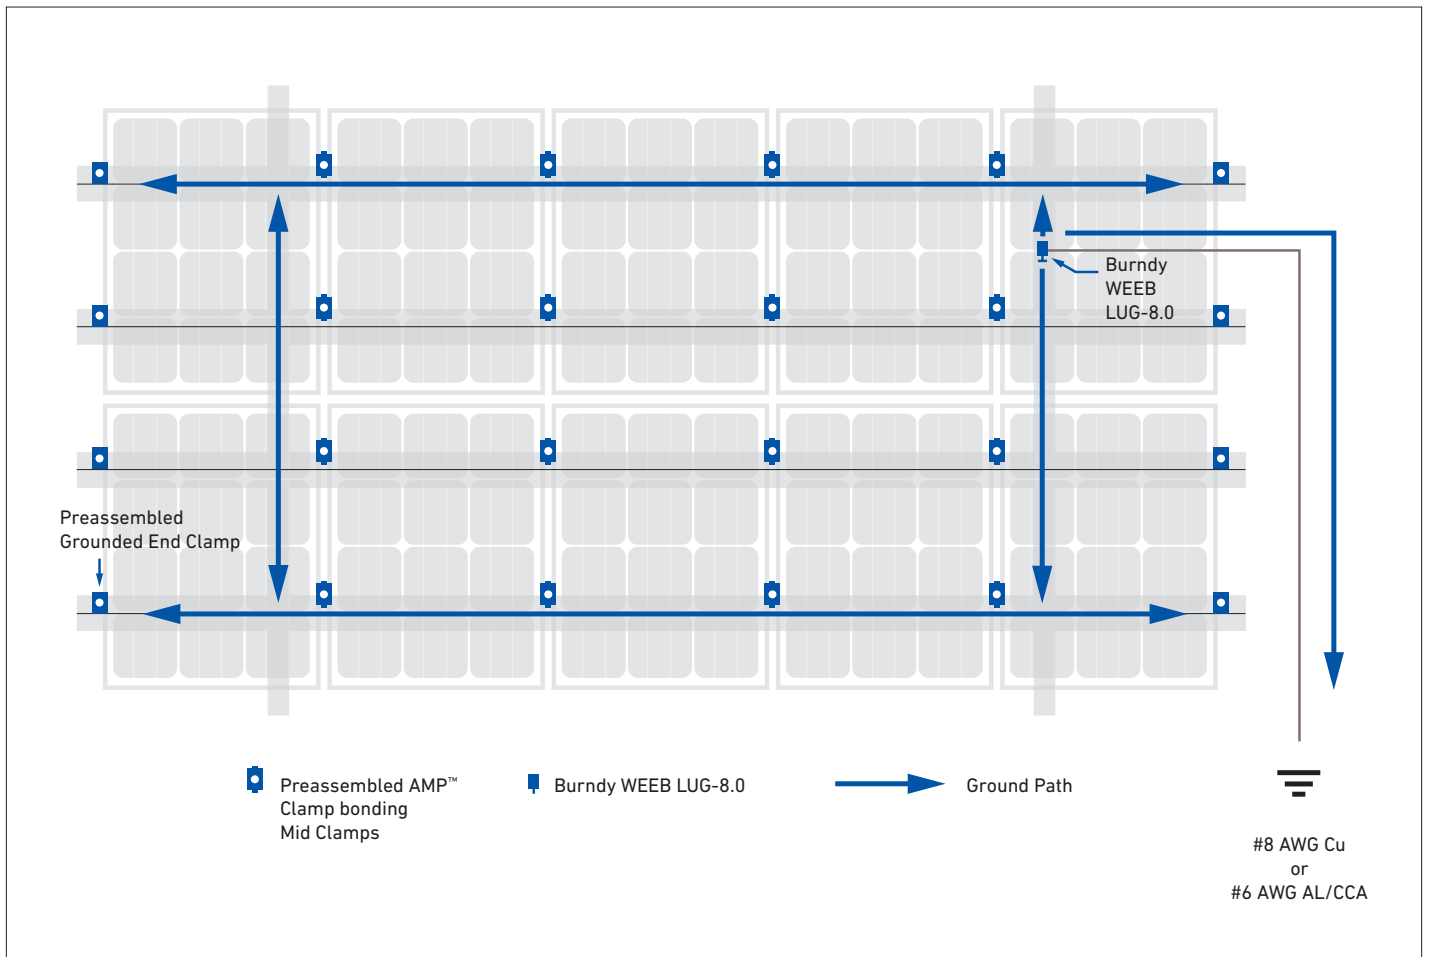 Burndy
WEEB
LUG-8.0
Preassembled
Grounded End Clamp
Preassembled AMP™
Clamp bonding
Mid Clamps
Burndy WEEB LUG-8.0
Ground Path
#8 AWG Cu
or
#6 AWG AL/CCA